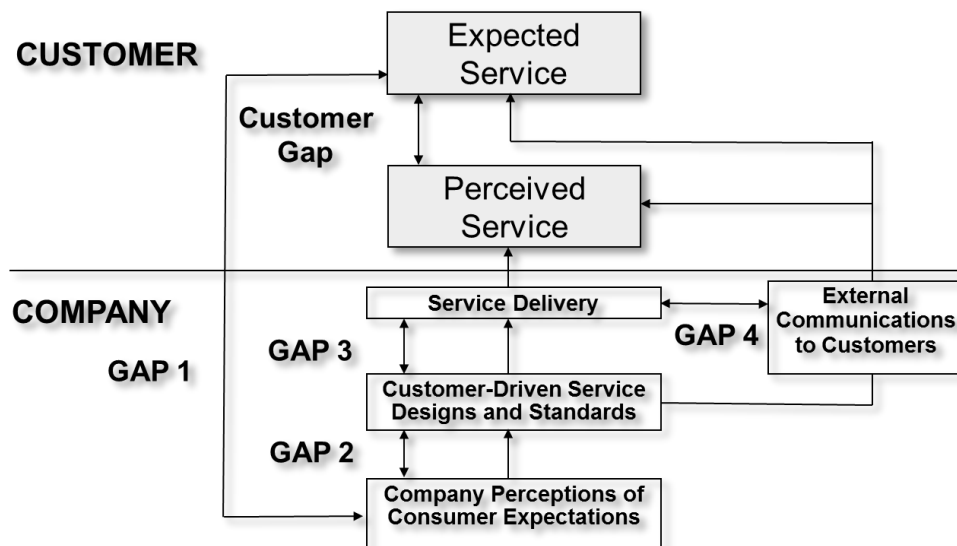 CUSTOMER
Expected
Service
Customer
Gap
Perceived
Service
COMPANY
Service Delivery
External
Communications
to Customers
GAP 4
GAP 3
GAP 1
Customer-Driven Service
Designs and Standards
GAP 2
Company Perceptions of
Consumer Expectations